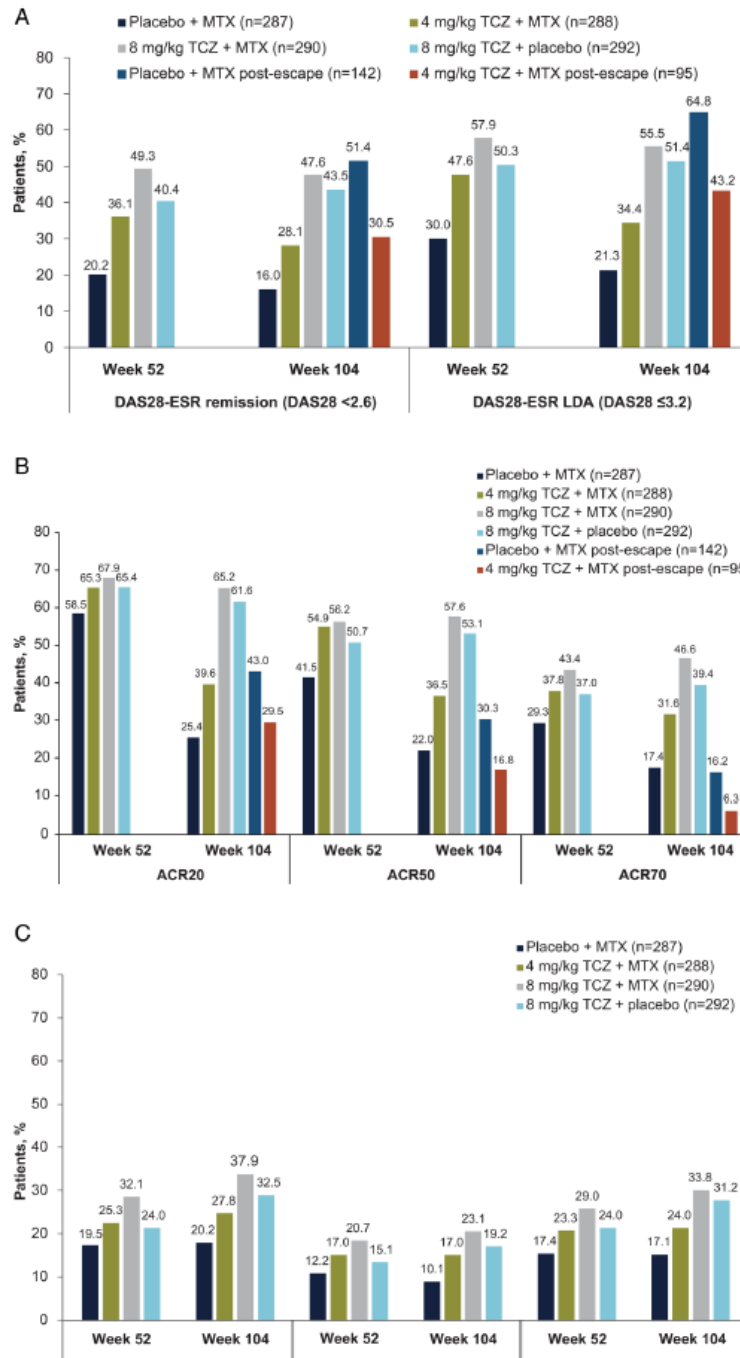 A
Placebo + MTX (n=287) 4 mg/kg TCZ + MTX (n=288)
8 mg/kg TCZ + MTX (n=290) 8 mg/kg TCZ + placebo (n=292)
Placebo + MTX post-escape (n=142) 4 mg/kg TCZ + MTX post-escape (n=95)
Patients, %
80
70
60
50
40
30
20
10
0
20.2 36.1 49.3 40.4
16.0 28.1 47.6 43.5 51.4 30.5
30.0 47.6 57.9 50.3
21.3 34.4 55.5 51.4 64.8 43.2
Week 52 Week 104 Week 52 Week 104
DAS28-ESR remission (DAS28 <2.6) DAS28-ESR LDA (DAS28 ≤3.2)
B
Placebo + MTX (n=287)
4 mg/kg TCZ + MTX (n=288)
8 mg/kg TCZ + MTX (n=290)
8 mg/kg TCZ + placebo (n=292)
Placebo + MTX post-escape (n=142)
4 mg/kg TCZ + MTX post-escape (n=95
Patients, %
80
70
60
50
40
30
20
10
0
58.5 65.3 67.9 65.4
25.4 39.6 65.2 61.6 43.0 29.5
41.5 54.9 56.2 50.7
22.0 36.5 57.6 53.1 30.3 16.8
29.3 37.8 43.4 37.0
17.4 31.6 46.6 39.4 16.2 6.3
Week 52 Week 104 Week 52 Week 104 Week 52 Week 104
ACR20 ACR50 ACR70
C
Placebo + MTX (n=287)
4 mg/kg TCZ + MTX (n=288)
8 mg/kg TCZ + MTX (n=290)
8 mg/kg TCZ + placebo (n=292)
Patients, %
80
70
60
50
40
30
20
10
0
19.5 25.3 32.1 24.0
20.2 27.8 37.9 32.5
12.2 17.0 20.7 15.1
10.1 17.0 23.1 19.2
17.4 23.3 29.0 24.0
17.1 24.0 33.8 31.2
Week 52 Week 104 Week 52 Week 104 Week 52 Week 104